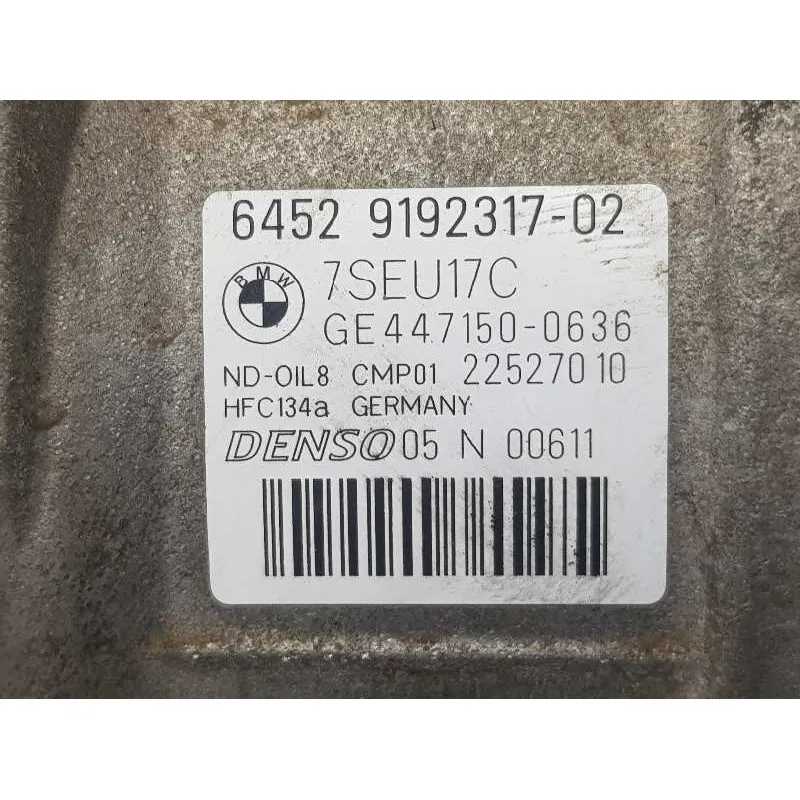 6452 9192317-02
BMW 7SEU17C
GE447150-0636
ND-OIL8 CMP01 22527010
HFC134a GERMANY
DENSO 05 N 00611